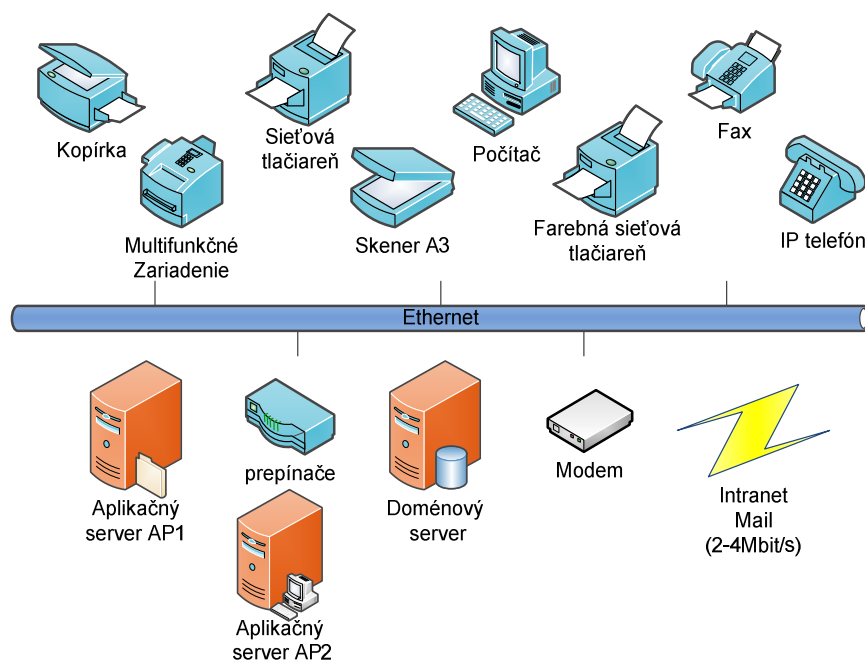 Kopírka
Sieťová
tlačiareň
Počítač
Fax
Multifunkčné
Zariadenie
Skener A3
Farebná sieťová
tlačiareň
IP telefón
Ethernet
Aplikačný
server AP1
prepínače
Doménový
server
Modem
Intranet
Mail
(2-4Mbit/s)
Aplikačný
server AP2